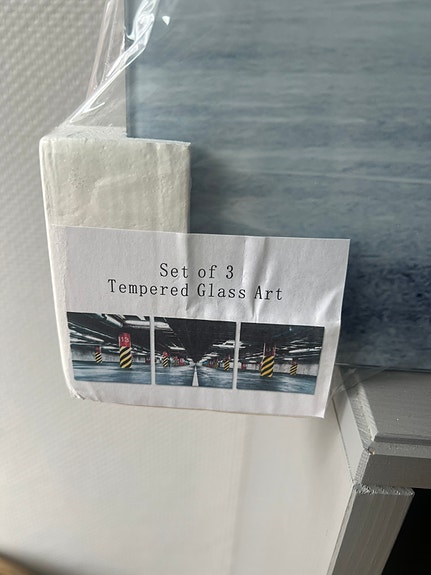 Set of 3
Tempered Glass Art